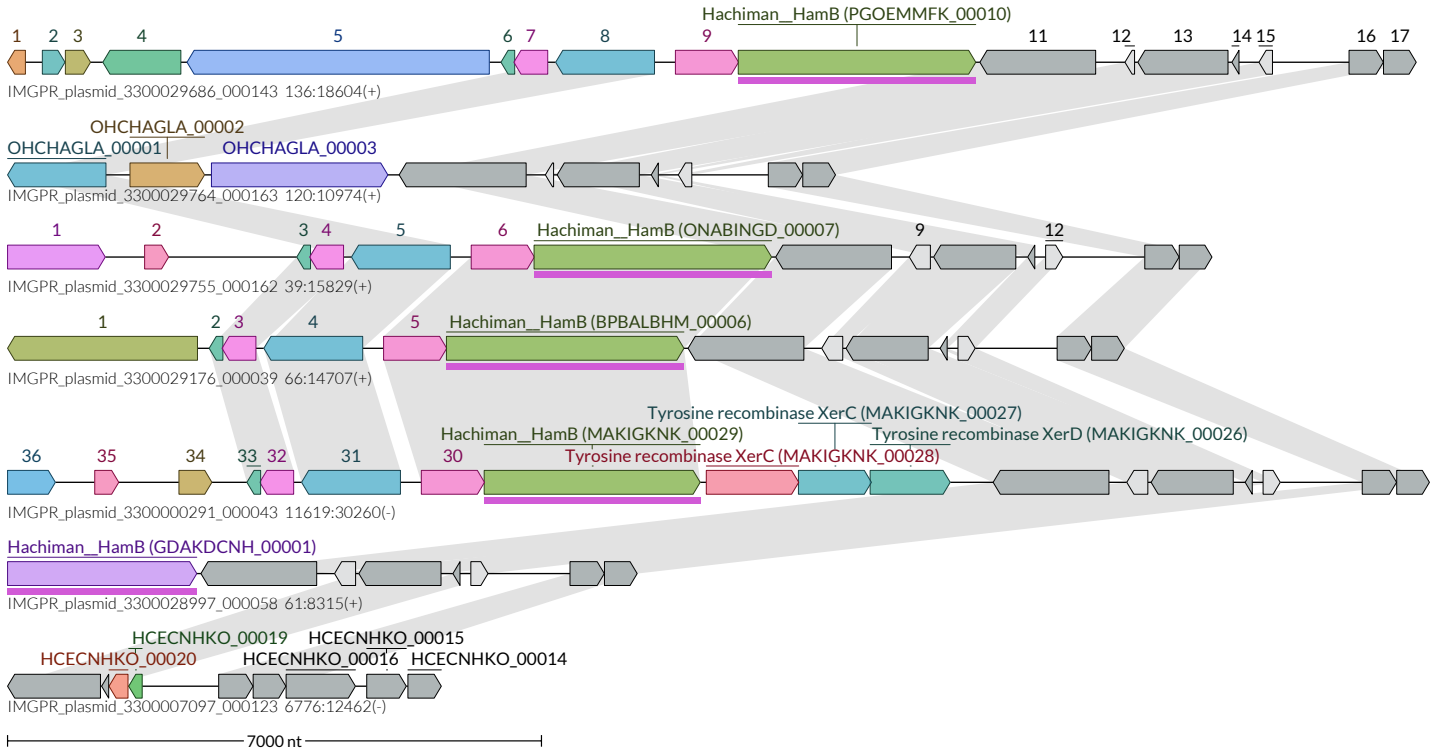 Hachiman__HamB (PGOEMMFK_00010)
1 2 3 4 5 6 7 8 9 11 12 13 14 15 16 17
IMGPR_plasmid_3300029686_000143 136:18604(+)
OHCHAGLA_00002
OHCHAGLA_00001 OHCHAGLA_00003
IMGPR_plasmid_3300029764_000163 120:10974(+)
1 2 3 4 5 6 Hachiman__HamB (ONABINGD_00007) 9 12
IMGPR_plasmid_3300029755_000162 39:15829(+)
1 2 3 4 5 Hachiman__HamB (BPBALBHM_00006)
IMGPR_plasmid_3300029176_000039 66:14707(+)
Tyrosine recombinase XerC (MAKIGKNK_00027)
Hachiman__HamB (MAKIGKNK_00029) Tyrosine recombinase XerD (MAKIGKNK_00026)
36 35 34 33 32 31 30 Tyrosine recombinase XerC (MAKIGKNK_00028)
IMGPR_plasmid_3300000291_000043 11619:30260(-)
Hachiman__HamB (GDAKDCNH_00001)
IMGPR_plasmid_3300028997_000058 61:8315(+)
HCECNHKO_00019 HCECNHKO_00015
HCECNHKO_00020 HCECNHKO_00016 HCECNHKO_00014
IMGPR_plasmid_3300007097_000123 6776:12462(-)
7000 nt